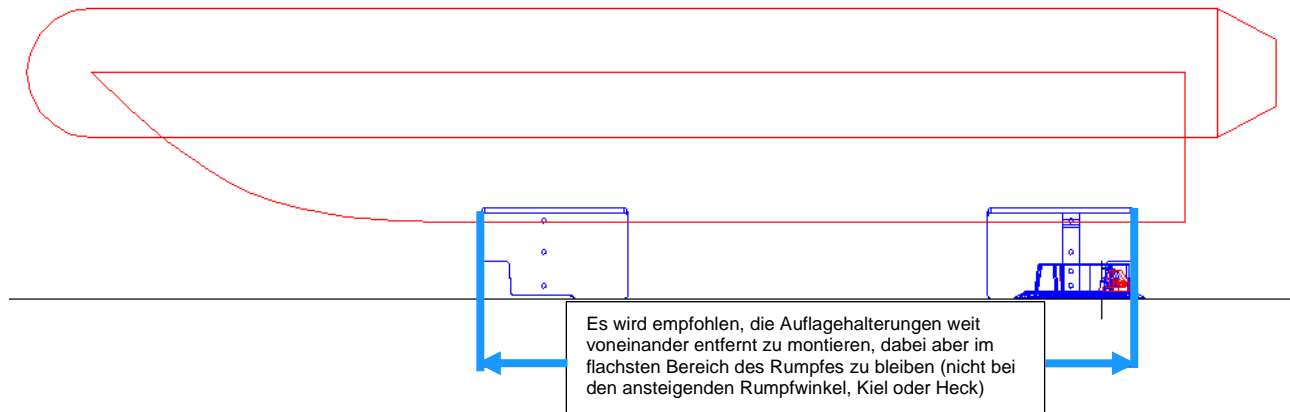 Es wird empfohlen, die Auflagehalterungen weit
voneinander entfernt zu montieren, dabei aber im
flachsten Bereich des Rumpfes zu bleiben (nicht bei
den ansteigenden Rumpfwinkel, Kiel oder Heck)